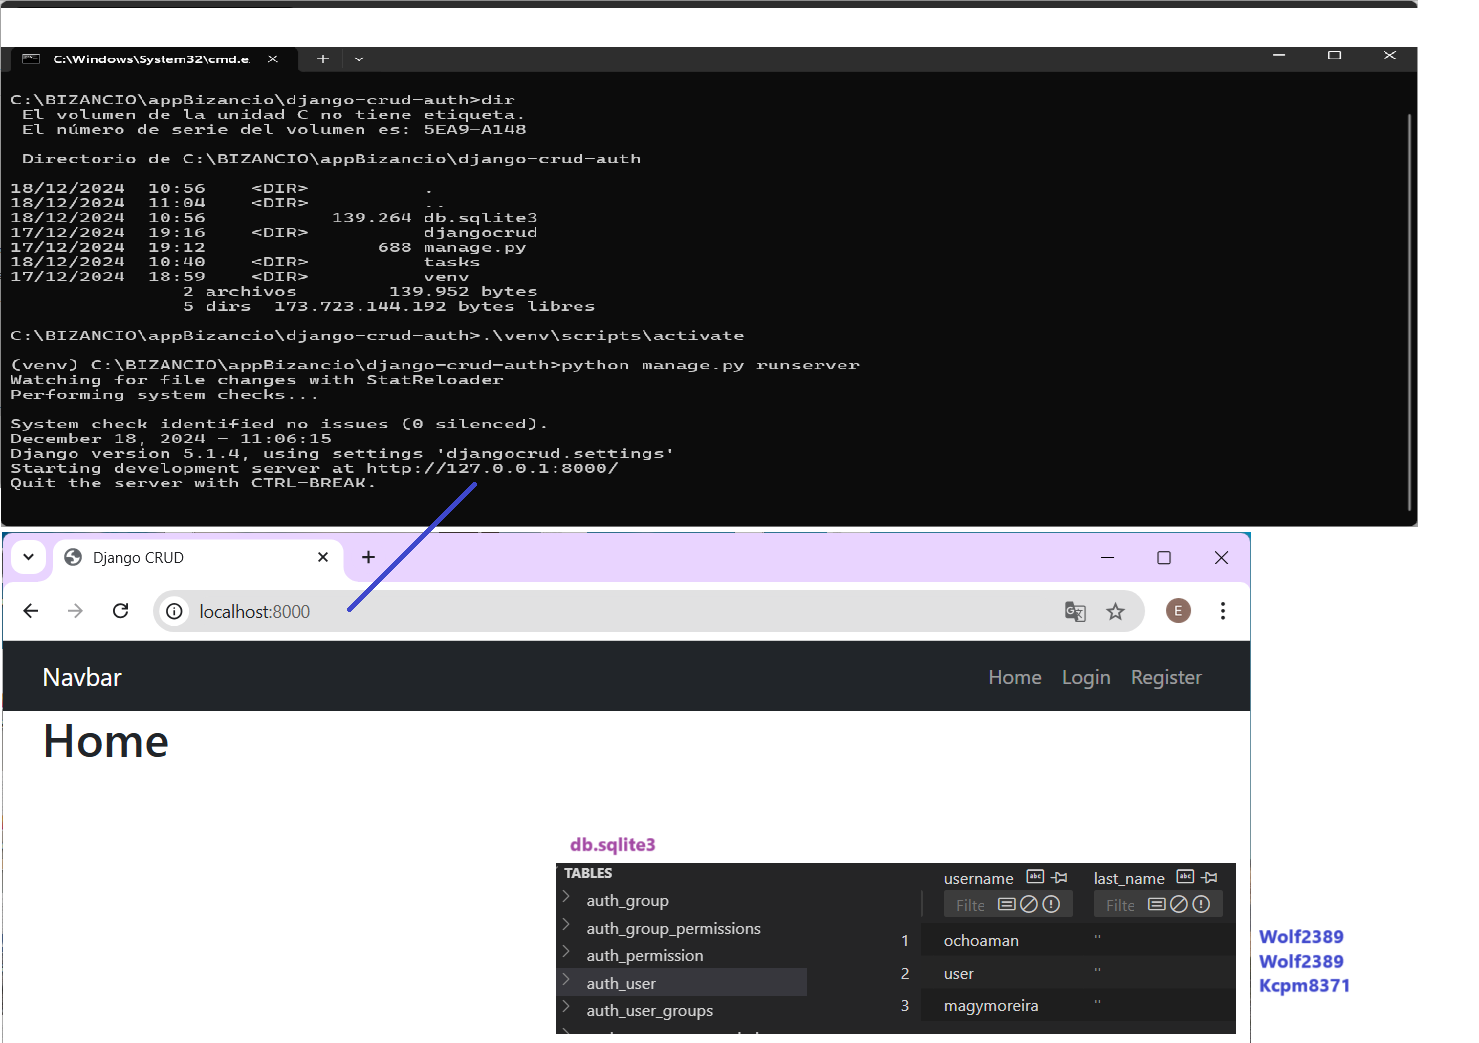 C:\Windows\System32\cmd.e
C:\BIZANCIO\appBizancio\django-crud-auth>dir
El volumen de la unidad C no tiene etiqueta.
El número de serie del volumen es: 5EA9-A148
Directorio de C:\BIZANCIO\appBizancio\django-crud-auth
18/12/2024  10:56    <DIR>          .
18/12/2024  11:04    <DIR>          ..
18/12/2024  10:56           139.264 db.sqlite3
17/12/2024  19:16    <DIR>          djangocrud
17/12/2024  19:12               688 manage.py
18/12/2024  10:40    <DIR>          tasks
17/12/2024  18:59    <DIR>          venv
2 archivos        139.952 bytes
5 dirs  173.723.144.192 bytes libres
C:\BIZANCIO\appBizancio\django-crud-auth>.\venv\scripts\activate
(venv) C:\BIZANCIO\appBizancio\django-crud-auth>python manage.py runserver
Watching for file changes with StatReloader
Performing system checks...
System check identified no issues (0 silenced).
December 18, 2024 - 11:06:15
Django version 5.1.4, using settings 'djangocrud.settings'
Starting development server at http://127.0.0.1:8000/
Quit the server with CTRL-BREAK.
Django CRUD
localhost:8000
E
Navbar
Home Login Register
Home
db.sqlite3
TABLES
auth_group
auth_group_permissions
auth_permission
auth_user
auth_user_groups
username last_name
Filte Filte
1 ochoaman ''
2 user ''
3 magymoreira ''
Wolf2389
Wolf2389
Kcpm8371